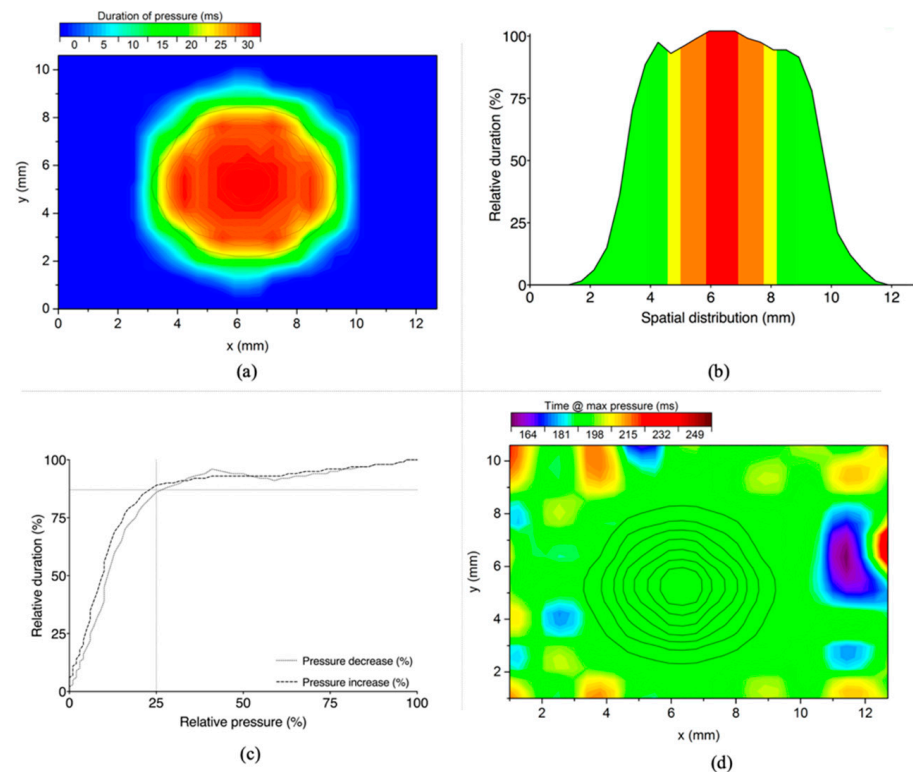 Duration of pressure (ms)
0 5 10 15 20 25 30
10
8
6
4
2
0
y (mm)
0 2 4 6 8 10 12
x (mm)
(a)
100
75
50
25
0
Relative duration (%)
0 2 4 6 8 10 12
Spatial distribution (mm)
(b)
100
75
50
25
0
Relative duration (%)
Pressure decrease (%)
Pressure increase (%)
0 25 50 75 100
Relative pressure (%)
(c)
Time @ max pressure (ms)
164 181 198 215 232 249
10
8
6
4
2
y (mm)
2 4 6 8 10 12
x (mm)
(d)